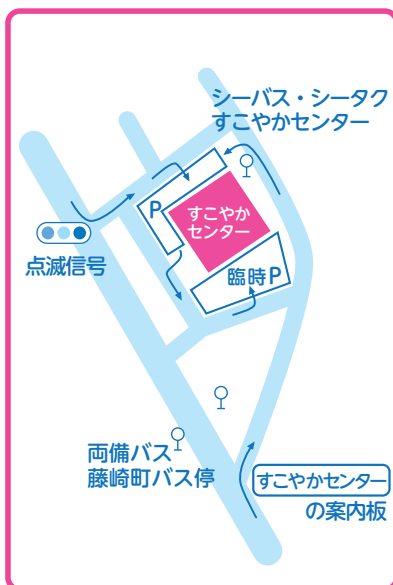 シーバス・シータク
すこやかセンター
P
すこやか
センター
点滅信号
臨時P
両備バス
藤崎町バス停
すこやかセンター
の案内板